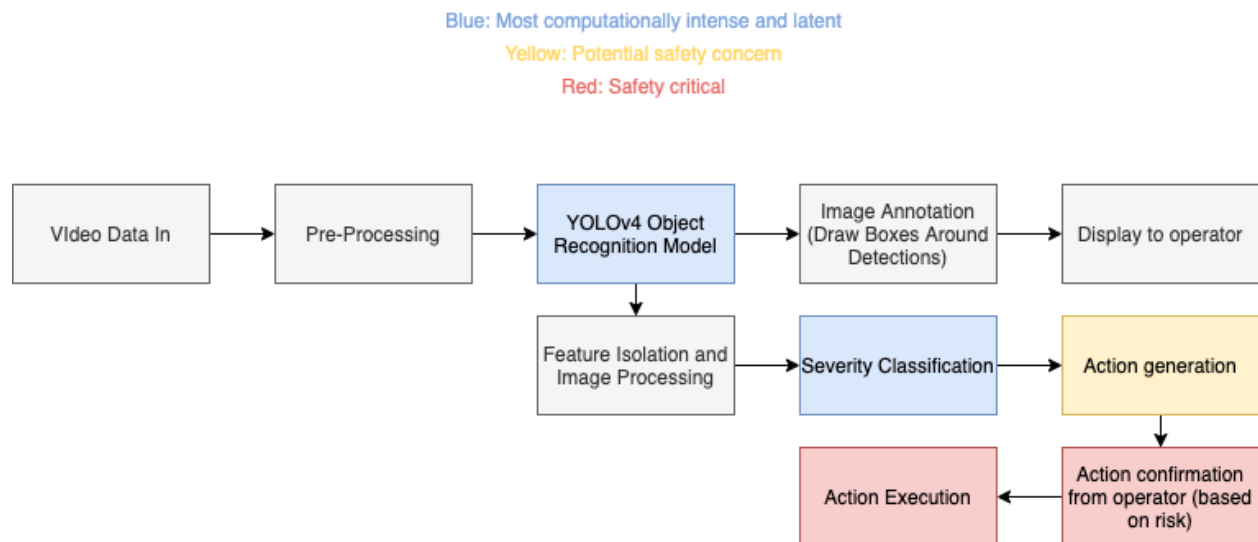 Blue: Most computationally intense and latent
Yellow: Potential safety concern
Red: Safety critical
VIdeo Data In
Pre-Processing
YOLOv4 Object
Recognition Model
Image Annotation
(Draw Boxes Around
Detections)
Display to operator
Feature Isolation and
Image Processing
Severity Classification
Action generation
Action Execution
Action confirmation
from operator (based
on risk)